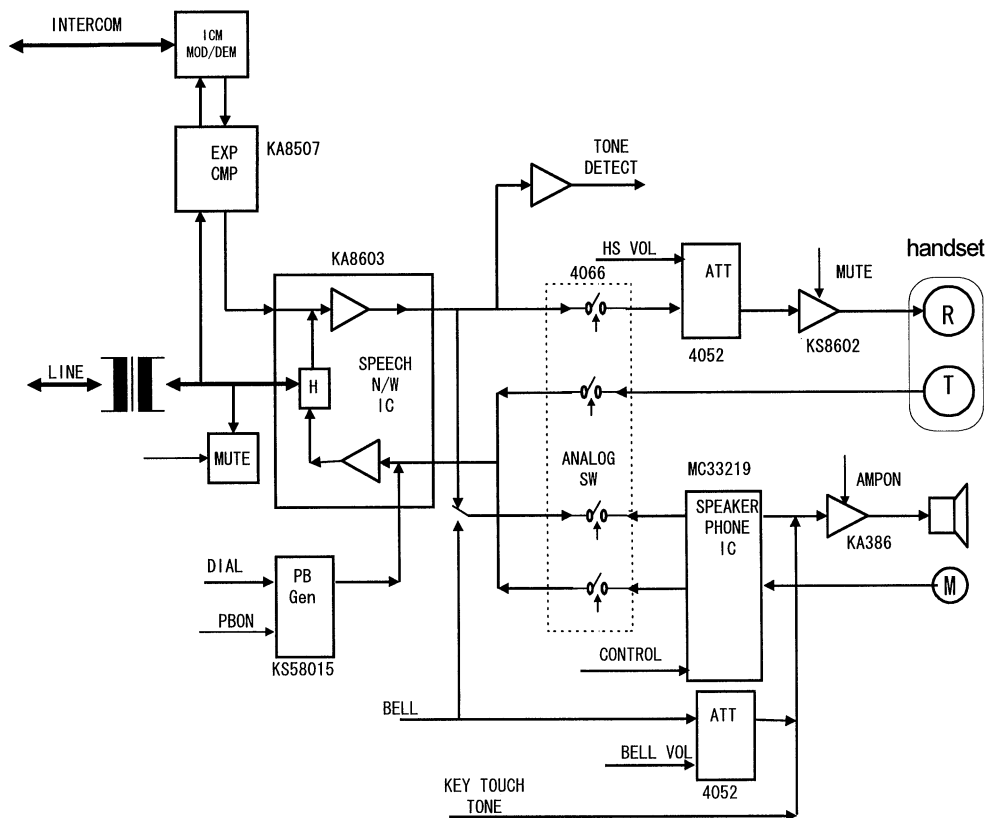 INTERCOM
ICM
MOD/DEM
EXP
CMP
KA8507
TONE
DETECT
KA8603
HS VOL
4066
ATT
MUTE
handset
R
4052
KS8602
LINE
H
SPEECH
N/W
IC
T
MUTE
ANALOG
SW
MC33219
SPEAKER
PHONE
IC
AMPON
KA386
DIAL
PB
Gen
PBON
KS58015
M
CONTROL
BELL
ATT
BELL VOL
4052
KEY TOUCH
TONE